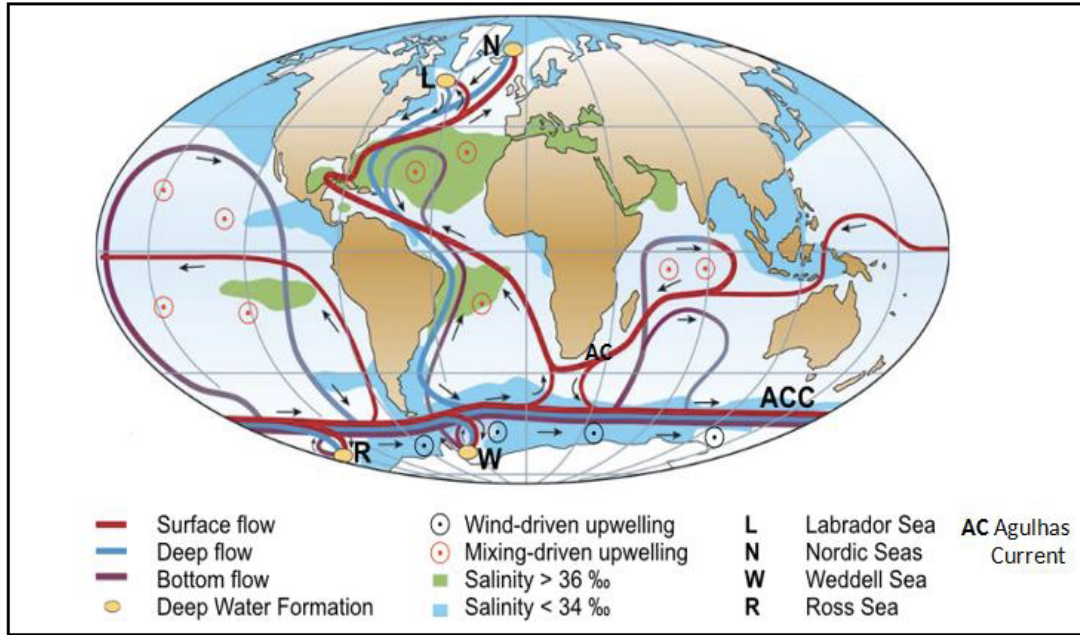 N
L
AC
ACC
R
W
Surface flow
Deep flow
Bottom flow
Deep Water Formation
Wind-driven upwelling
Mixing-driven upwelling
Salinity > 36 ‰
Salinity < 34 ‰
L Labrador Sea
N Nordic Seas
W Weddell Sea
R Ross Sea
AC Agulhas
Current